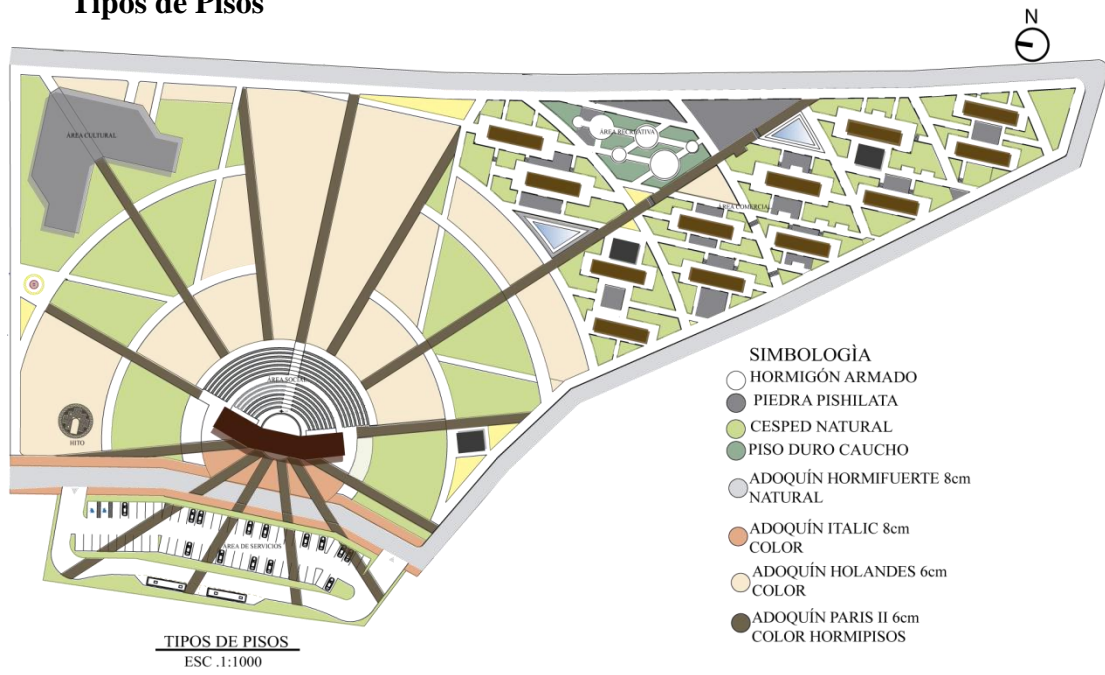 Tipos de Pisos
N
ÁREA CULTURAL
ÁREA RECREATIVA
ÁREA COMERCIAL
ÁREA SOCIAL
HITO
ÁREA DE SERVICIOS
SIMBOLOGÌA
HORMIGÓN ARMADO
PIEDRA PISHILATA
CESPED NATURAL
PISO DURO CAUCHO
ADOQUÍN HORMIFUERTE 8cm
NATURAL
ADOQUÍN ITALIC 8cm
COLOR
ADOQUÍN HOLANDES 6cm
COLOR
ADOQUÍN PARIS II 6cm
COLOR HORMIPISOS
TIPOS DE PISOS
ESC .1:1000